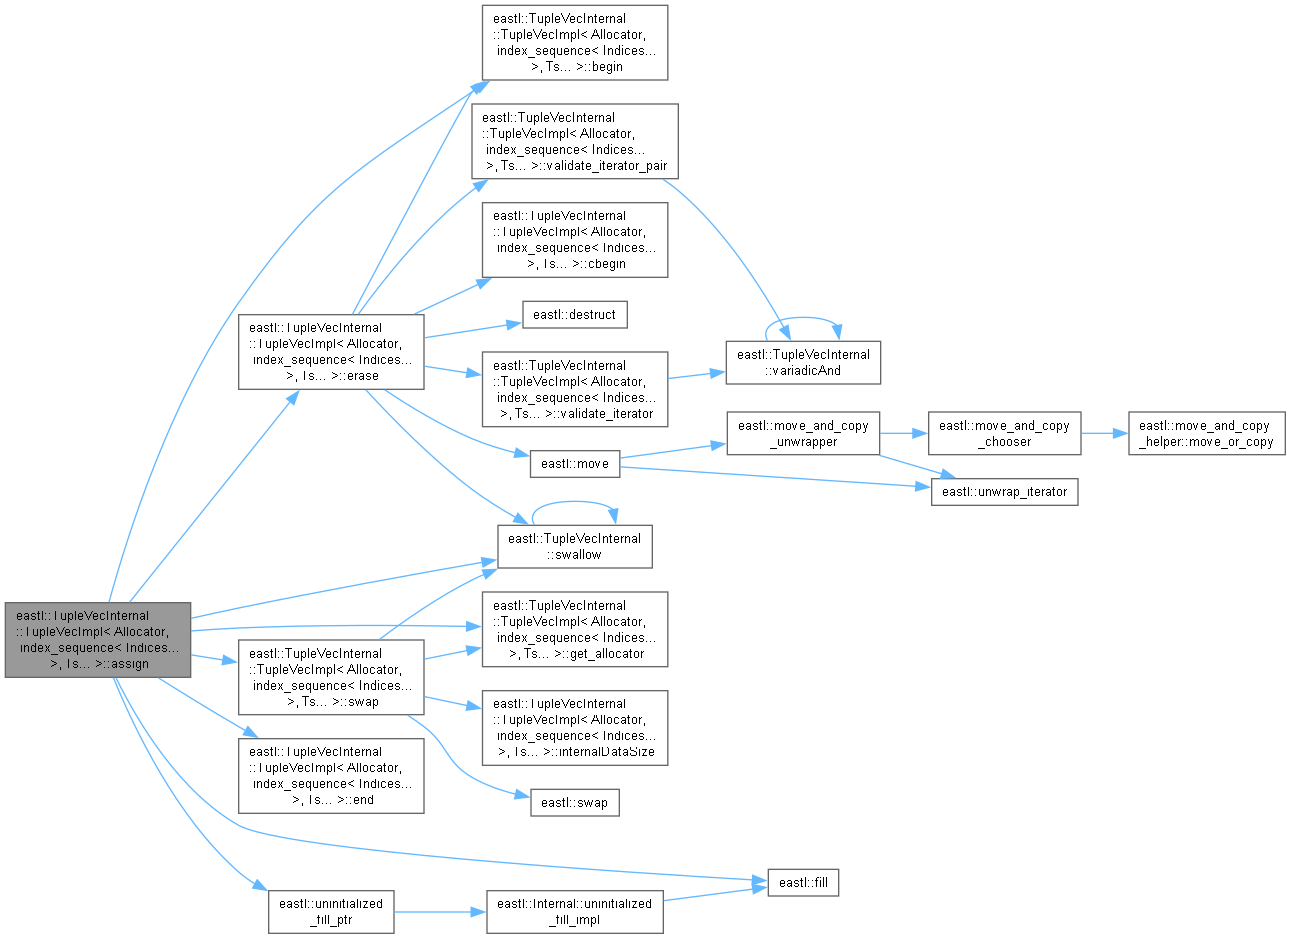 eastl::TupleVecInternal
::TupleVecImpl< Allocator,
index_sequence< Indices...
>, Ts... >::begin
eastl::TupleVecInternal
::TupleVecImpl< Allocator,
index_sequence< Indices...
>, Ts... >::validate_iterator_pair
eastl::TupleVecInternal
::TupleVecImpl< Allocator,
index_sequence< Indices...
>, Ts... >::cbegin
eastl::destruct
eastl::TupleVecInternal
::TupleVecImpl< Allocator,
index_sequence< Indices...
>, Ts... >::erase
eastl::TupleVecInternal
::variadicAnd
eastl::TupleVecInternal
::TupleVecImpl< Allocator,
index_sequence< Indices...
>, Ts... >::validate_iterator
eastl::move_and_copy
_unwrapper
eastl::move_and_copy
_chooser
eastl::move_and_copy
_helper::move_or_copy
eastl::move
eastl::unwrap_iterator
eastl::TupleVecInternal
::swallow
eastl::TupleVecInternal
::TupleVecImpl< Allocator,
index_sequence< Indices...
>, Ts... >::assign
eastl::TupleVecInternal
::TupleVecImpl< Allocator,
index_sequence< Indices...
>, Ts... >::get_allocator
eastl::TupleVecInternal
::TupleVecImpl< Allocator,
index_sequence< Indices...
>, Ts... >::swap
eastl::TupleVecInternal
::TupleVecImpl< Allocator,
index_sequence< Indices...
>, Ts... >::internalDataSize
eastl::TupleVecInternal
::TupleVecImpl< Allocator,
index_sequence< Indices...
>, Ts... >::end
eastl::swap
eastl::fill
eastl::uninitialized
_fill_ptr
eastl::Internal::uninitialized
_fill_impl